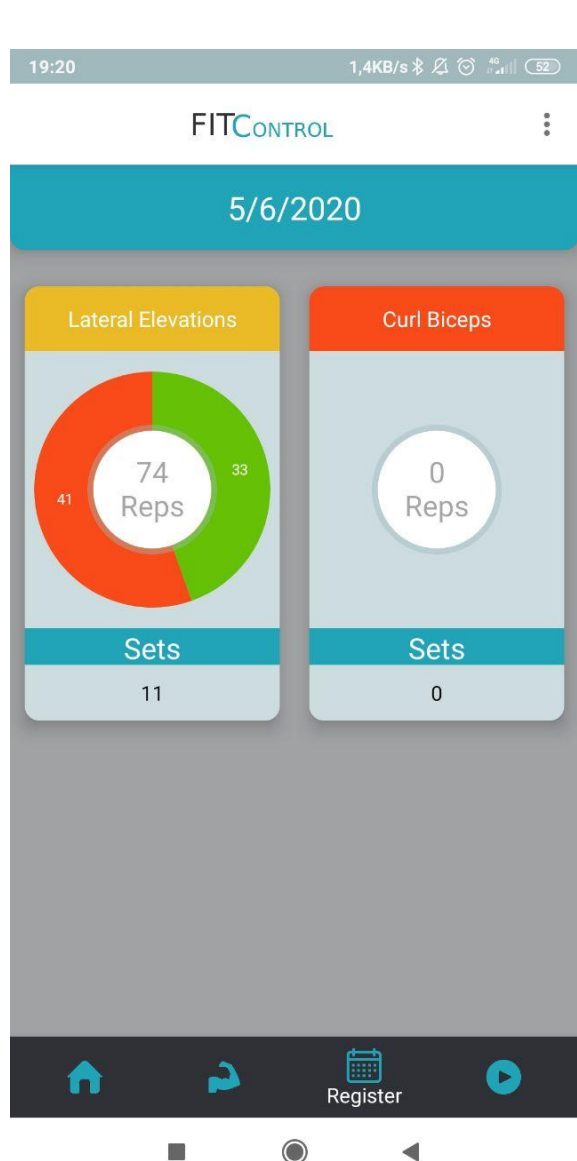 19:20 1,4KB/s 4G 52
FITCONTROL
5/6/2020
Lateral Elevations
74
Reps
41
33
Sets
11
Curl Biceps
0
Reps
Sets
0
Register